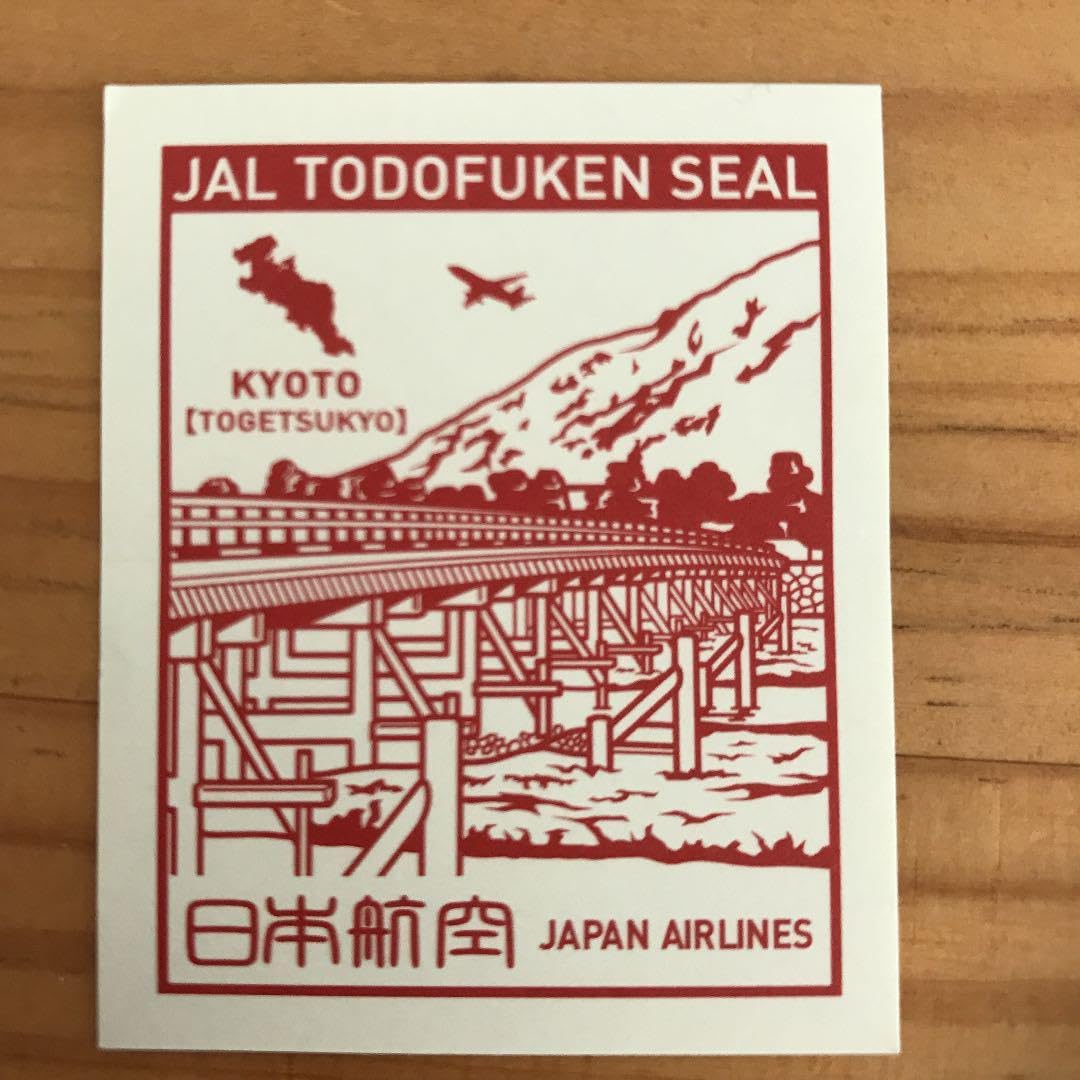 JAL TODOFUKEN SEAL
KYOTO
【TOGETSUKYO】
日本航空 JAPAN AIRLINES